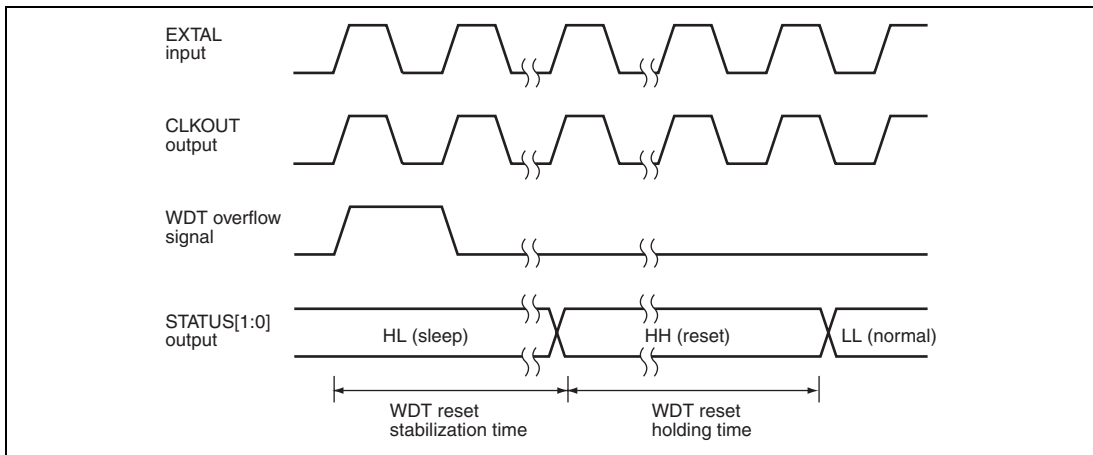 EXTAL
input
CLKOUT
output
WDT overflow
signal
STATUS[1:0]
output
HL (sleep)
HH (reset)
LL (normal)
WDT reset
stabilization time
WDT reset
holding time